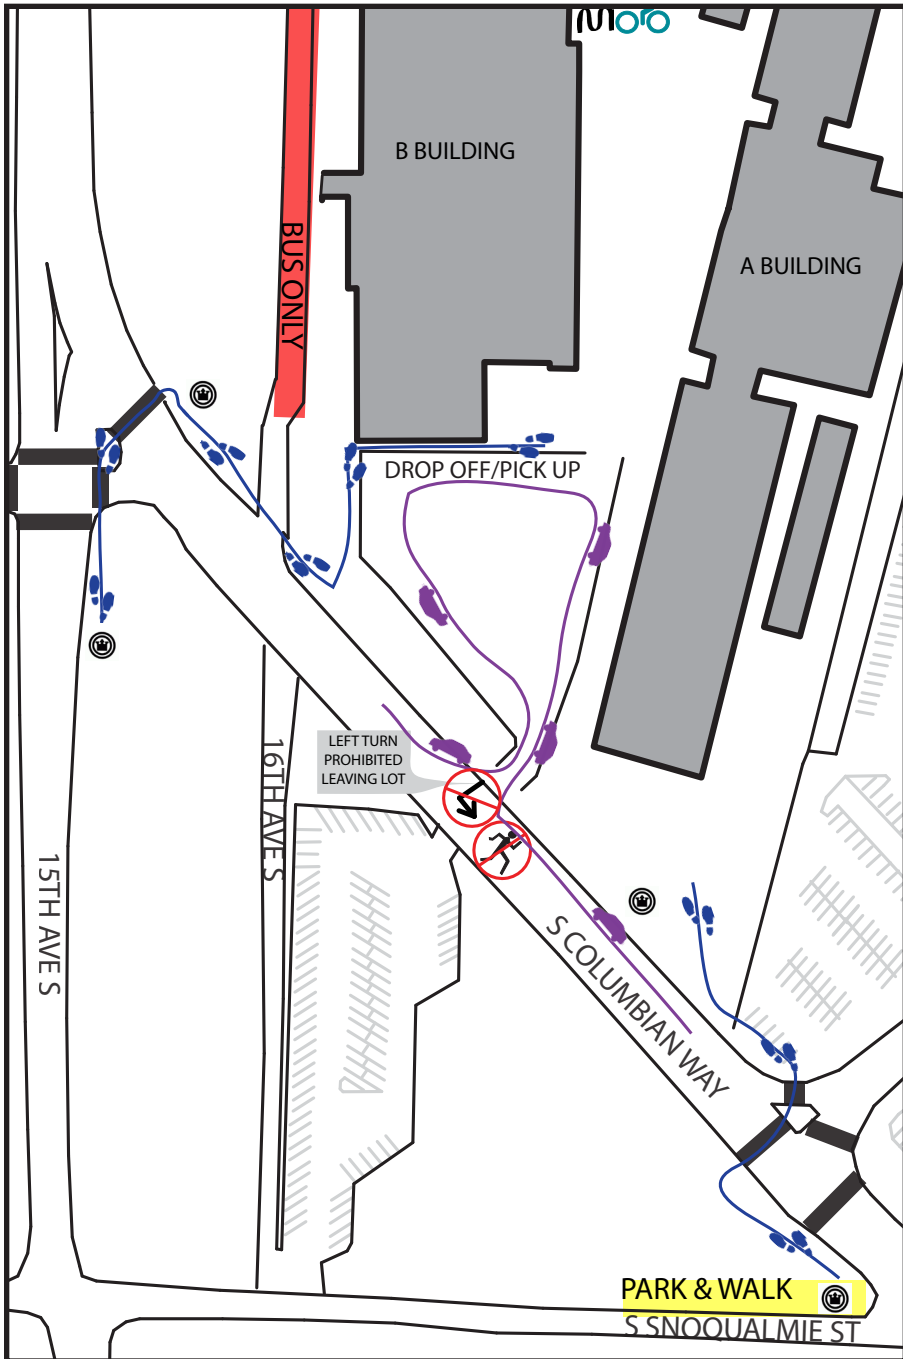 B BUILDING
A BUILDING
BUS ONLY
DROP OFF/PICK UP
LEFT TURN
PROHIBITED
LEAVING LOT
16TH AVE S
15TH AVE S
S COLUMBIAN WAY
PARK & WALK
S SNOQUALMIE ST